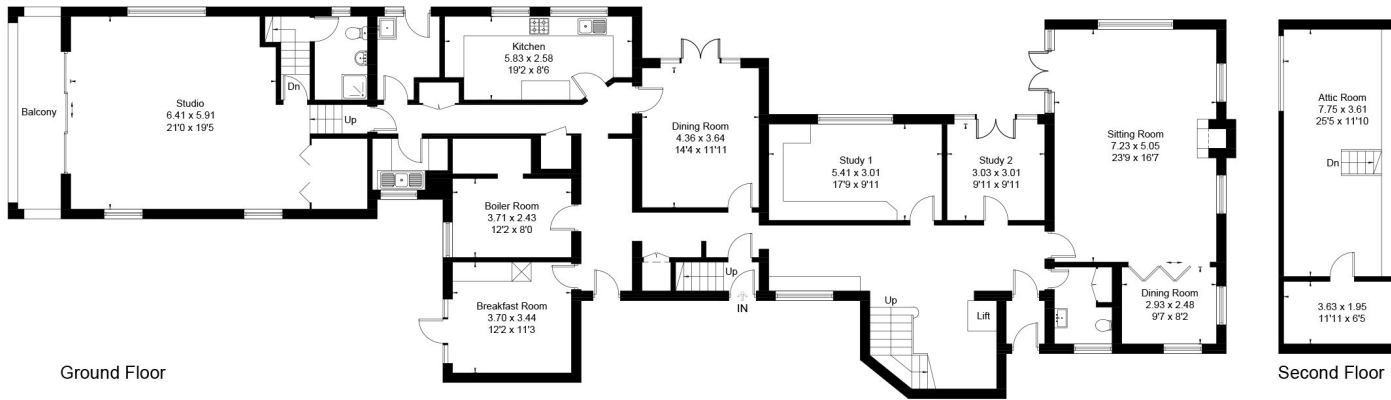 Balcony
Studio
6.41 x 5.91
21'0 x 19'5
Dn
Up
Kitchen
5.83 x 2.58
19'2 x 8'6
Dining Room
4.36 x 3.64
14'4 x 11'11
Boiler Room
3.71 x 2.43
12'2 x 8'0
Breakfast Room
3.70 x 3.44
12'2 x 11'3
Up
IN
Study 1
5.41 x 3.01
17'9 x 9'11
Study 2
3.03 x 3.01
9'11 x 9'11
Up
Lift
Sitting Room
7.23 x 5.05
23'9 x 16'7
Dining Room
2.93 x 2.48
9'7 x 8'2
Attic Room
7.75 x 3.61
25'5 x 11'10
Dn
3.63 x 1.95
11'11 x 6'5
Ground Floor
Second Floor